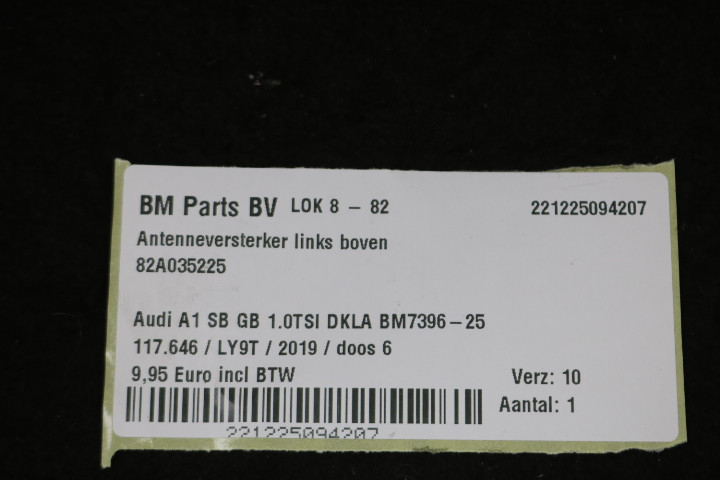 BM Parts BV LOK 8 - 82 221225094207
Antenneversterker links boven
82A035225
Audi A1 SB GB 1.0TSI DKLA BM7396-25
117.646 / LY9T / 2019 / doos 6
9,95 Euro incl BTW Verz: 10
Aantal: 1
221225094207